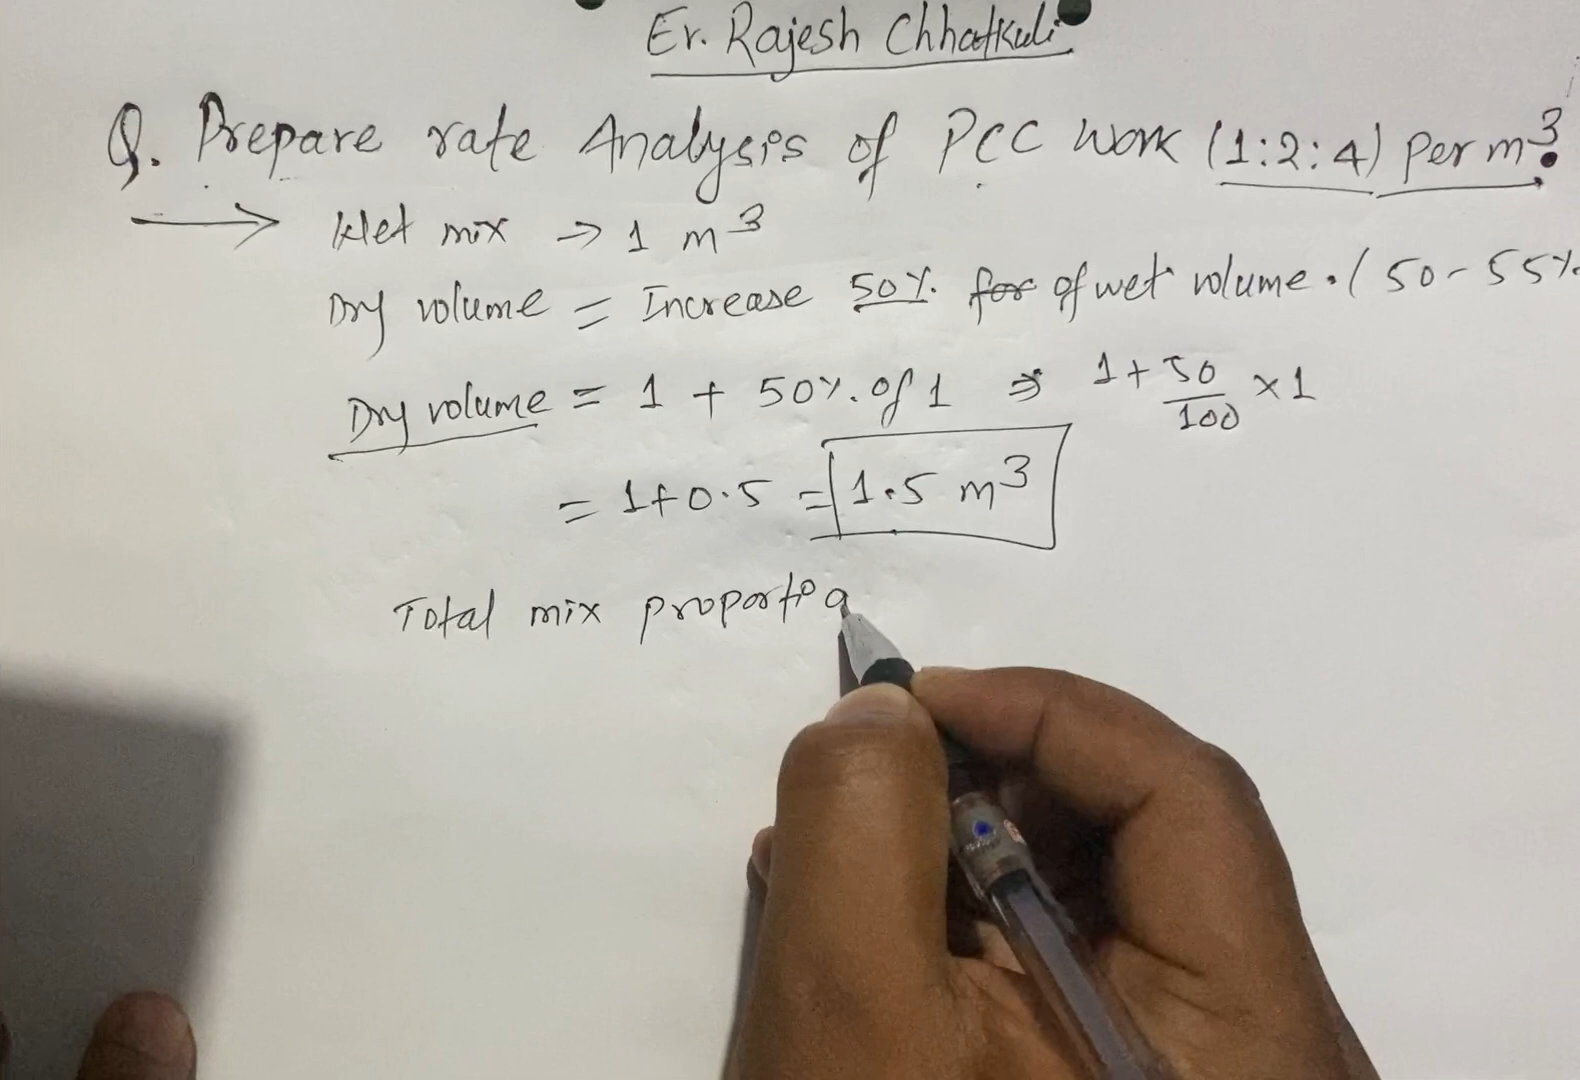 Er. Rajesh Chhatkuli
Q. Prepare rate Analysis of PCC Work (1:2:4) per m³.
→ Wet mix → 1 m³
Dry volume = Increase 50% for of wet volume. (50-55%
Dry volume = 1 + 50% of 1 ⇒ 1 + 50/100 × 1
= 1+0.5 = 1.5 m³
Total mix proportio